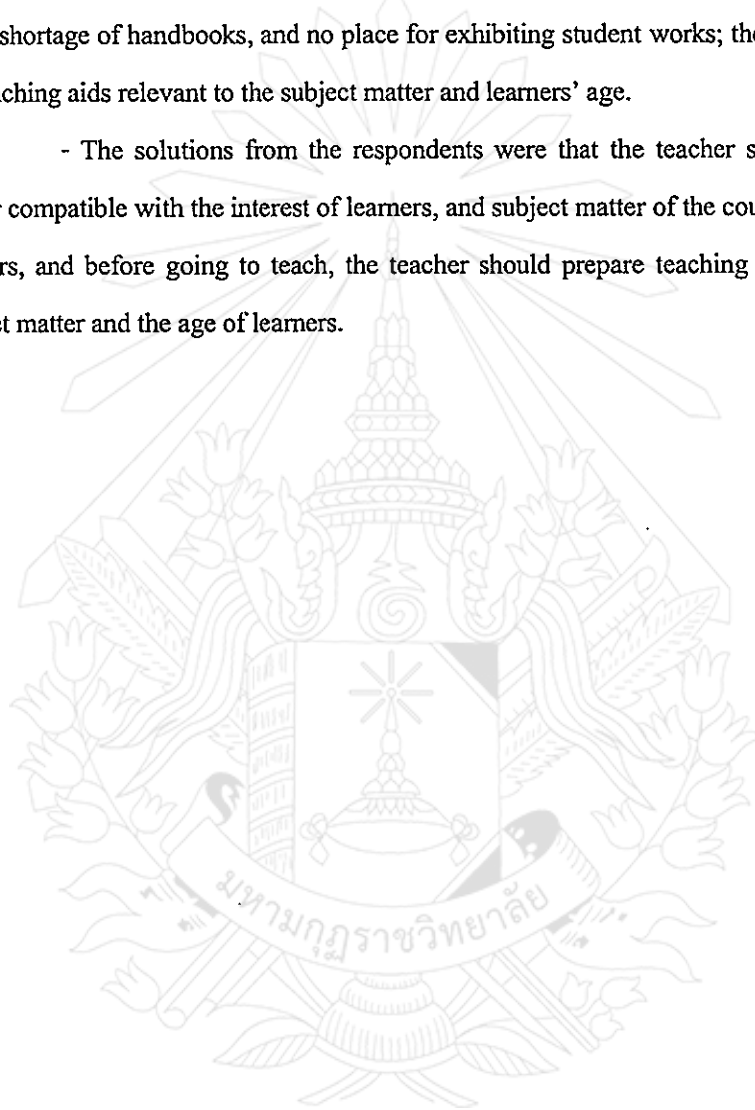 shortage of handbooks, and no place for exhibiting student works; the
ching aids relevant to the subject matter and learners' age.
- The solutions from the respondents were that the teacher s
compatible with the interest of learners, and subject matter of the cou
rs, and before going to teach, the teacher should prepare teaching
t matter and the age of learners.
มหามกุฏราชวิทยาลัย